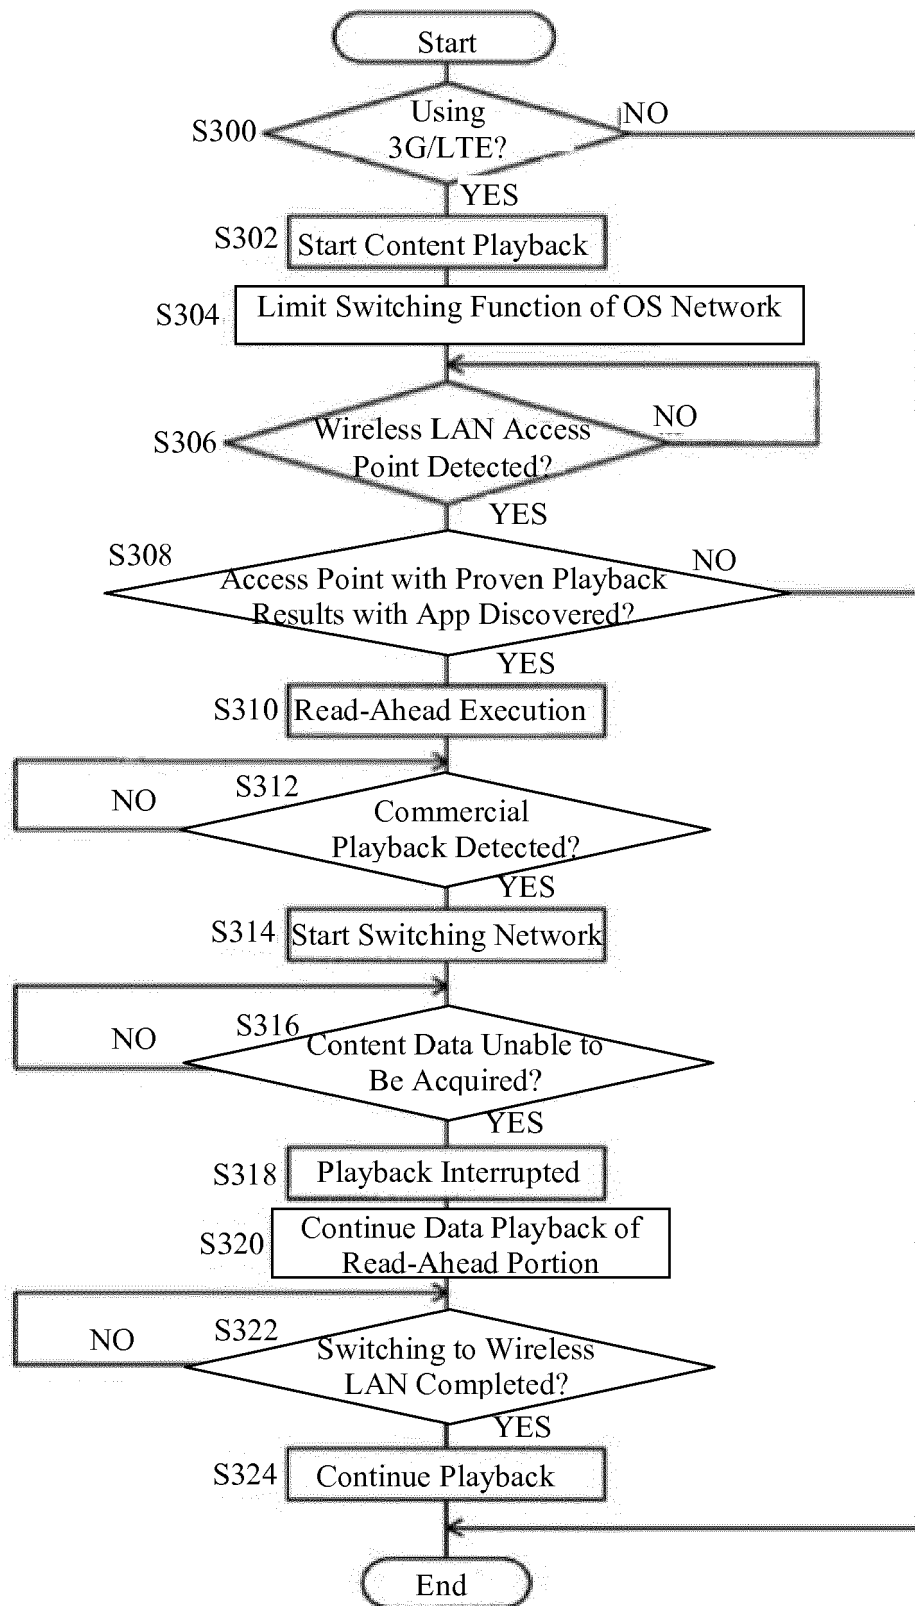 Start
Using
3G/LTE?
S300
NO
YES
S302
Start Content Playback
S304
Limit Switching Function of OS Network
S306
Wireless LAN Access
Point Detected?
NO
YES
S308
Access Point with Proven Playback
Results with App Discovered?
NO
YES
S310
Read-Ahead Execution
S312
NO
Commercial
Playback Detected?
YES
S314
Start Switching Network
S316
NO
Content Data Unable to
Be Acquired?
YES
S318
Playback Interrupted
S320
Continue Data Playback of
Read-Ahead Portion
S322
NO
Switching to Wireless
LAN Completed?
YES
S324
Continue Playback
End